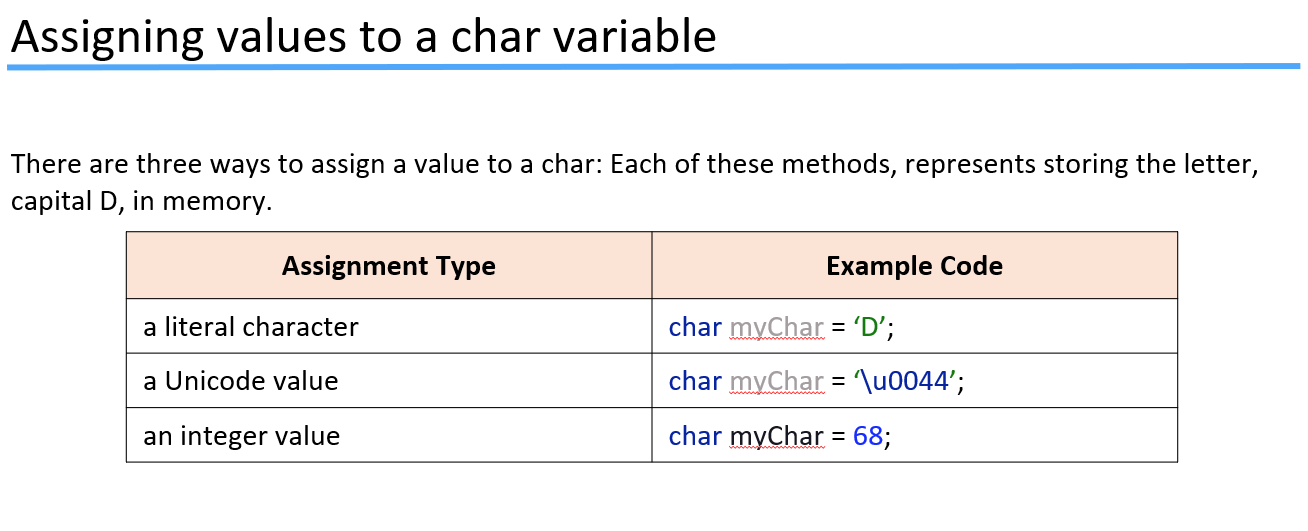 Assigning values to a char variable
There are three ways to assign a value to a char: Each of these methods, represents storing the letter,
capital D, in memory.
Assignment Type Example Code
a literal character char myChar = ‘D’;
a Unicode value char myChar = ‘\u0044’;
an integer value char myChar = 68;